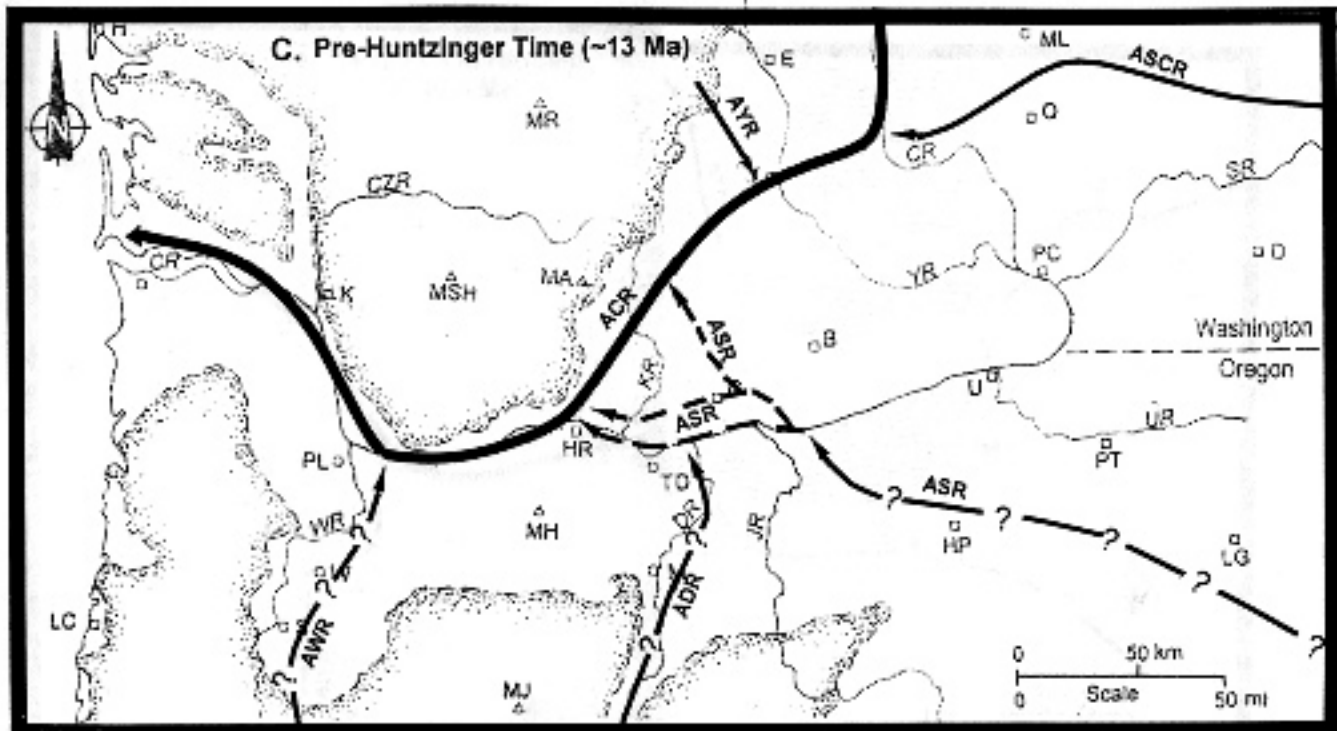 H
C. Pre-Huntzinger Time (~13 Ma)
E
ML
ASCR
N
MR
AYR
Q
CR
CZR
SR
CR
K
MSH
MA
ACR
YR
PC
D
ASR
B
Washington
Oregon
KR
U
ASR
UR
PL
HR
TD
PT
WR
MH
DR
JR
? ASR
HP
?
?
LG
?
?
?
?
?
LC
AWR
ADR
?
?
MJ
0 50 km
0 Scale 50 mi